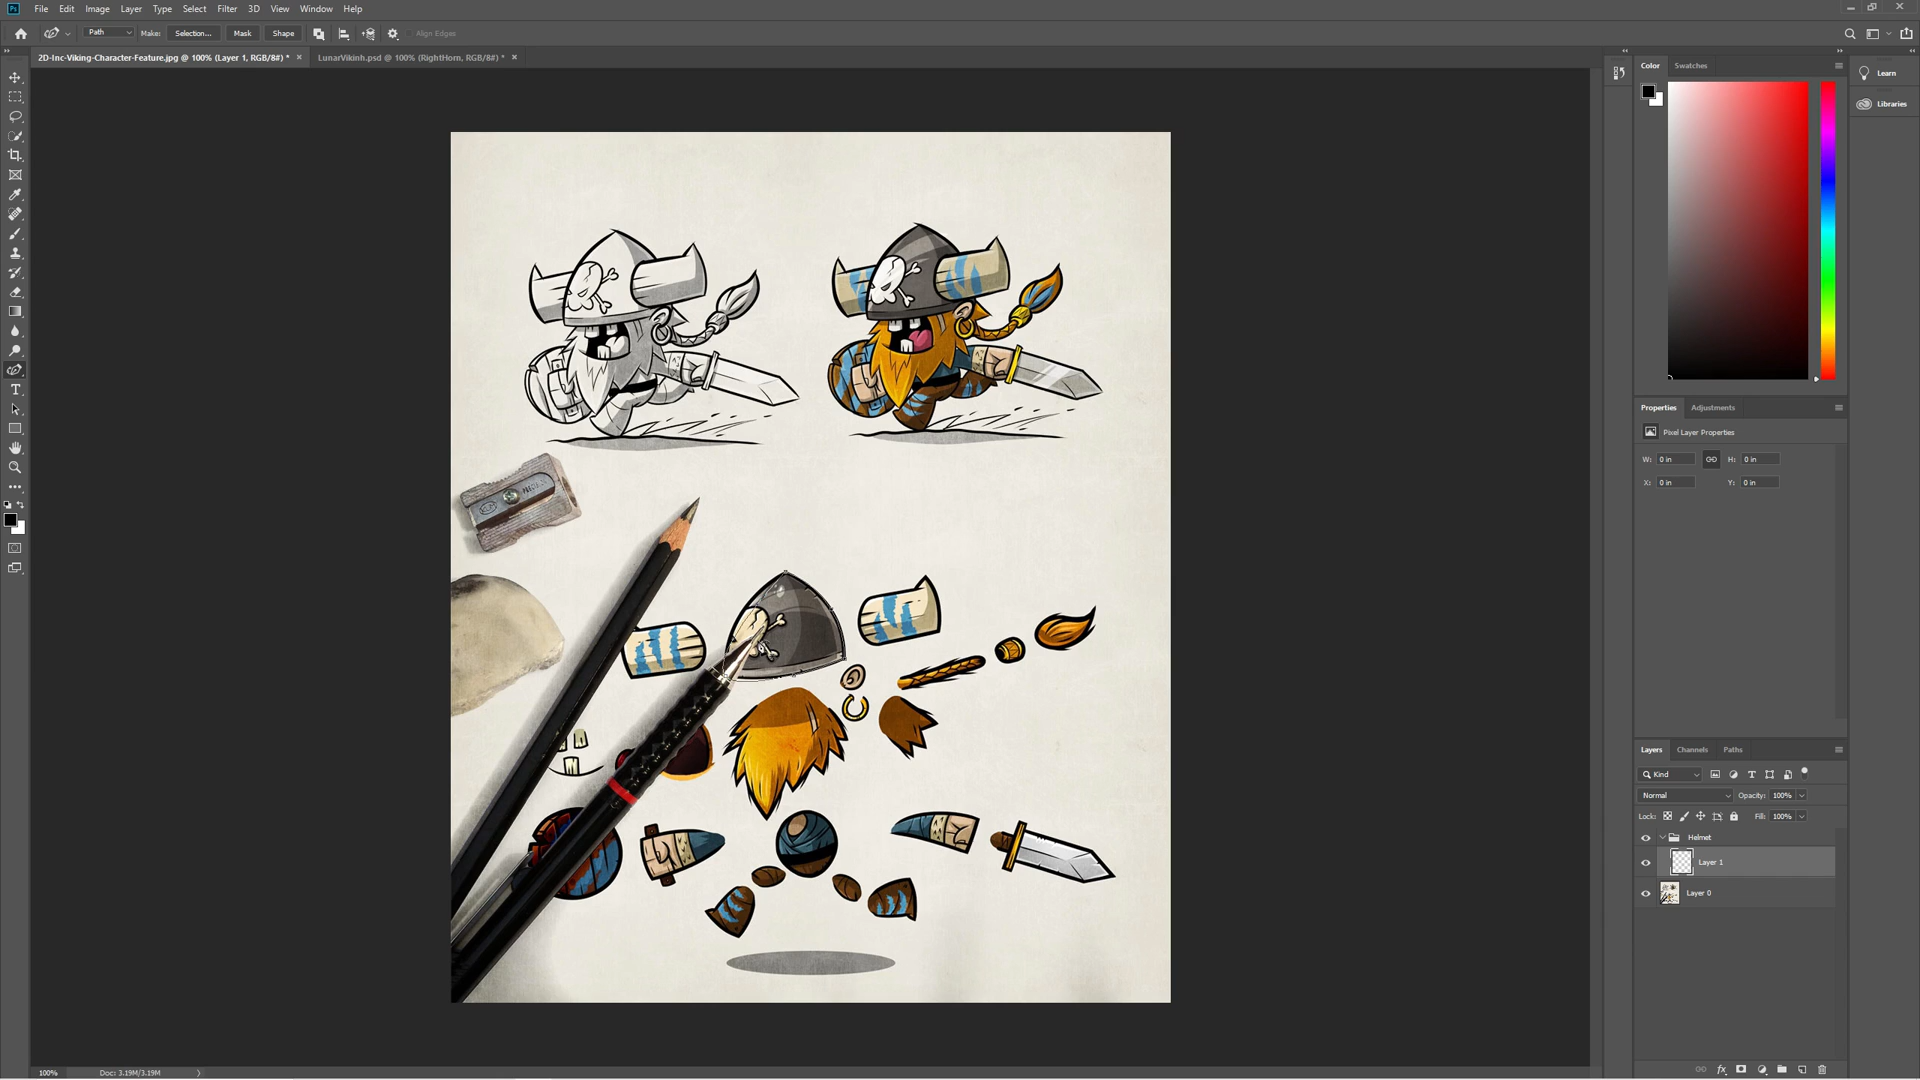 Ps File Edit Image Layer Type Select Filter 3D View Window Help
Path Make: Selection... Mask Shape Align Edges
2D-Inc-Viking-Character-Feature.jpg @ 100% (Layer 1, RGB/8#) * × LunarVikinh.psd @ 100% (RightHorn, RGB/8#) * ×
Color Swatches
Learn
Libraries
Properties Adjustments
Pixel Layer Properties
W: 0 in H: 0 in
X: 0 in Y: 0 in
Layers Channels Paths
Kind
Normal Opacity: 100%
Lock: Fill: 100%
Helmet
Layer 1
Layer 0
100% Doc: 3.19M/3.19M